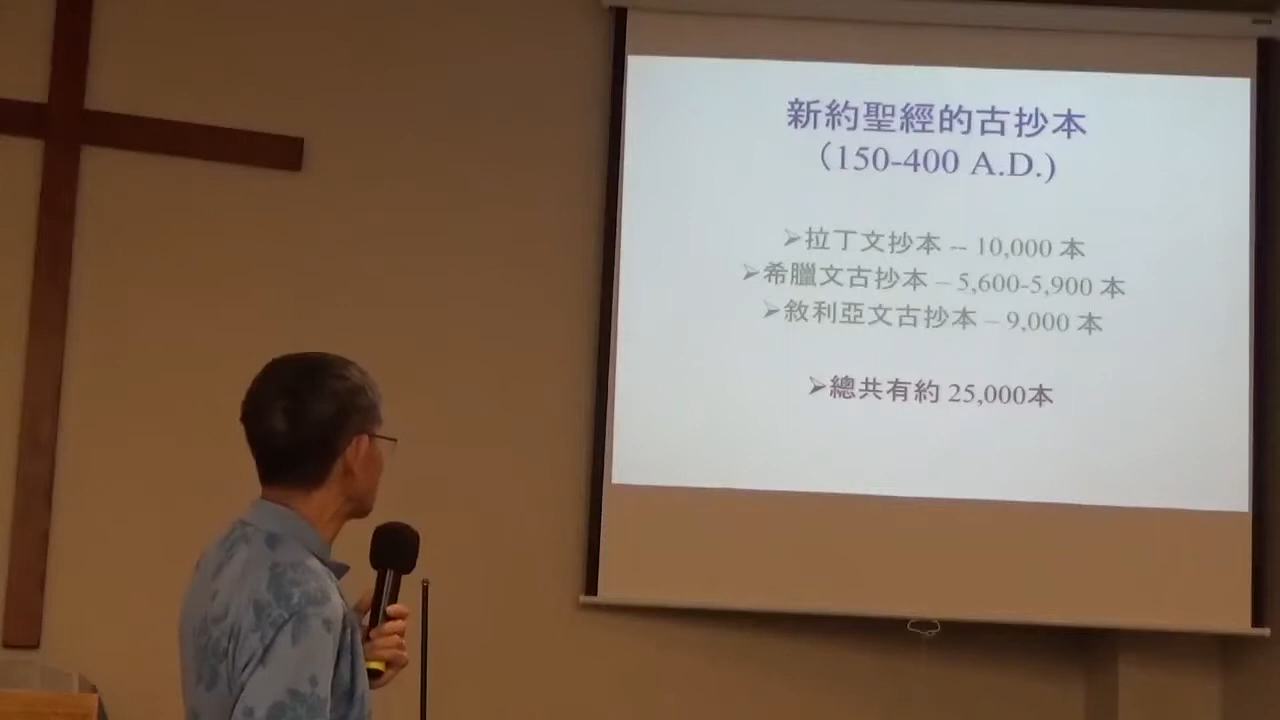 新約聖經的古抄本
（150-400 A.D.)
➢拉丁文抄本 -- 10,000 本
➢希臘文古抄本 – 5,600-5,900 本
➢敘利亞文古抄本 – 9,000 本
➢總共有約 25,000本